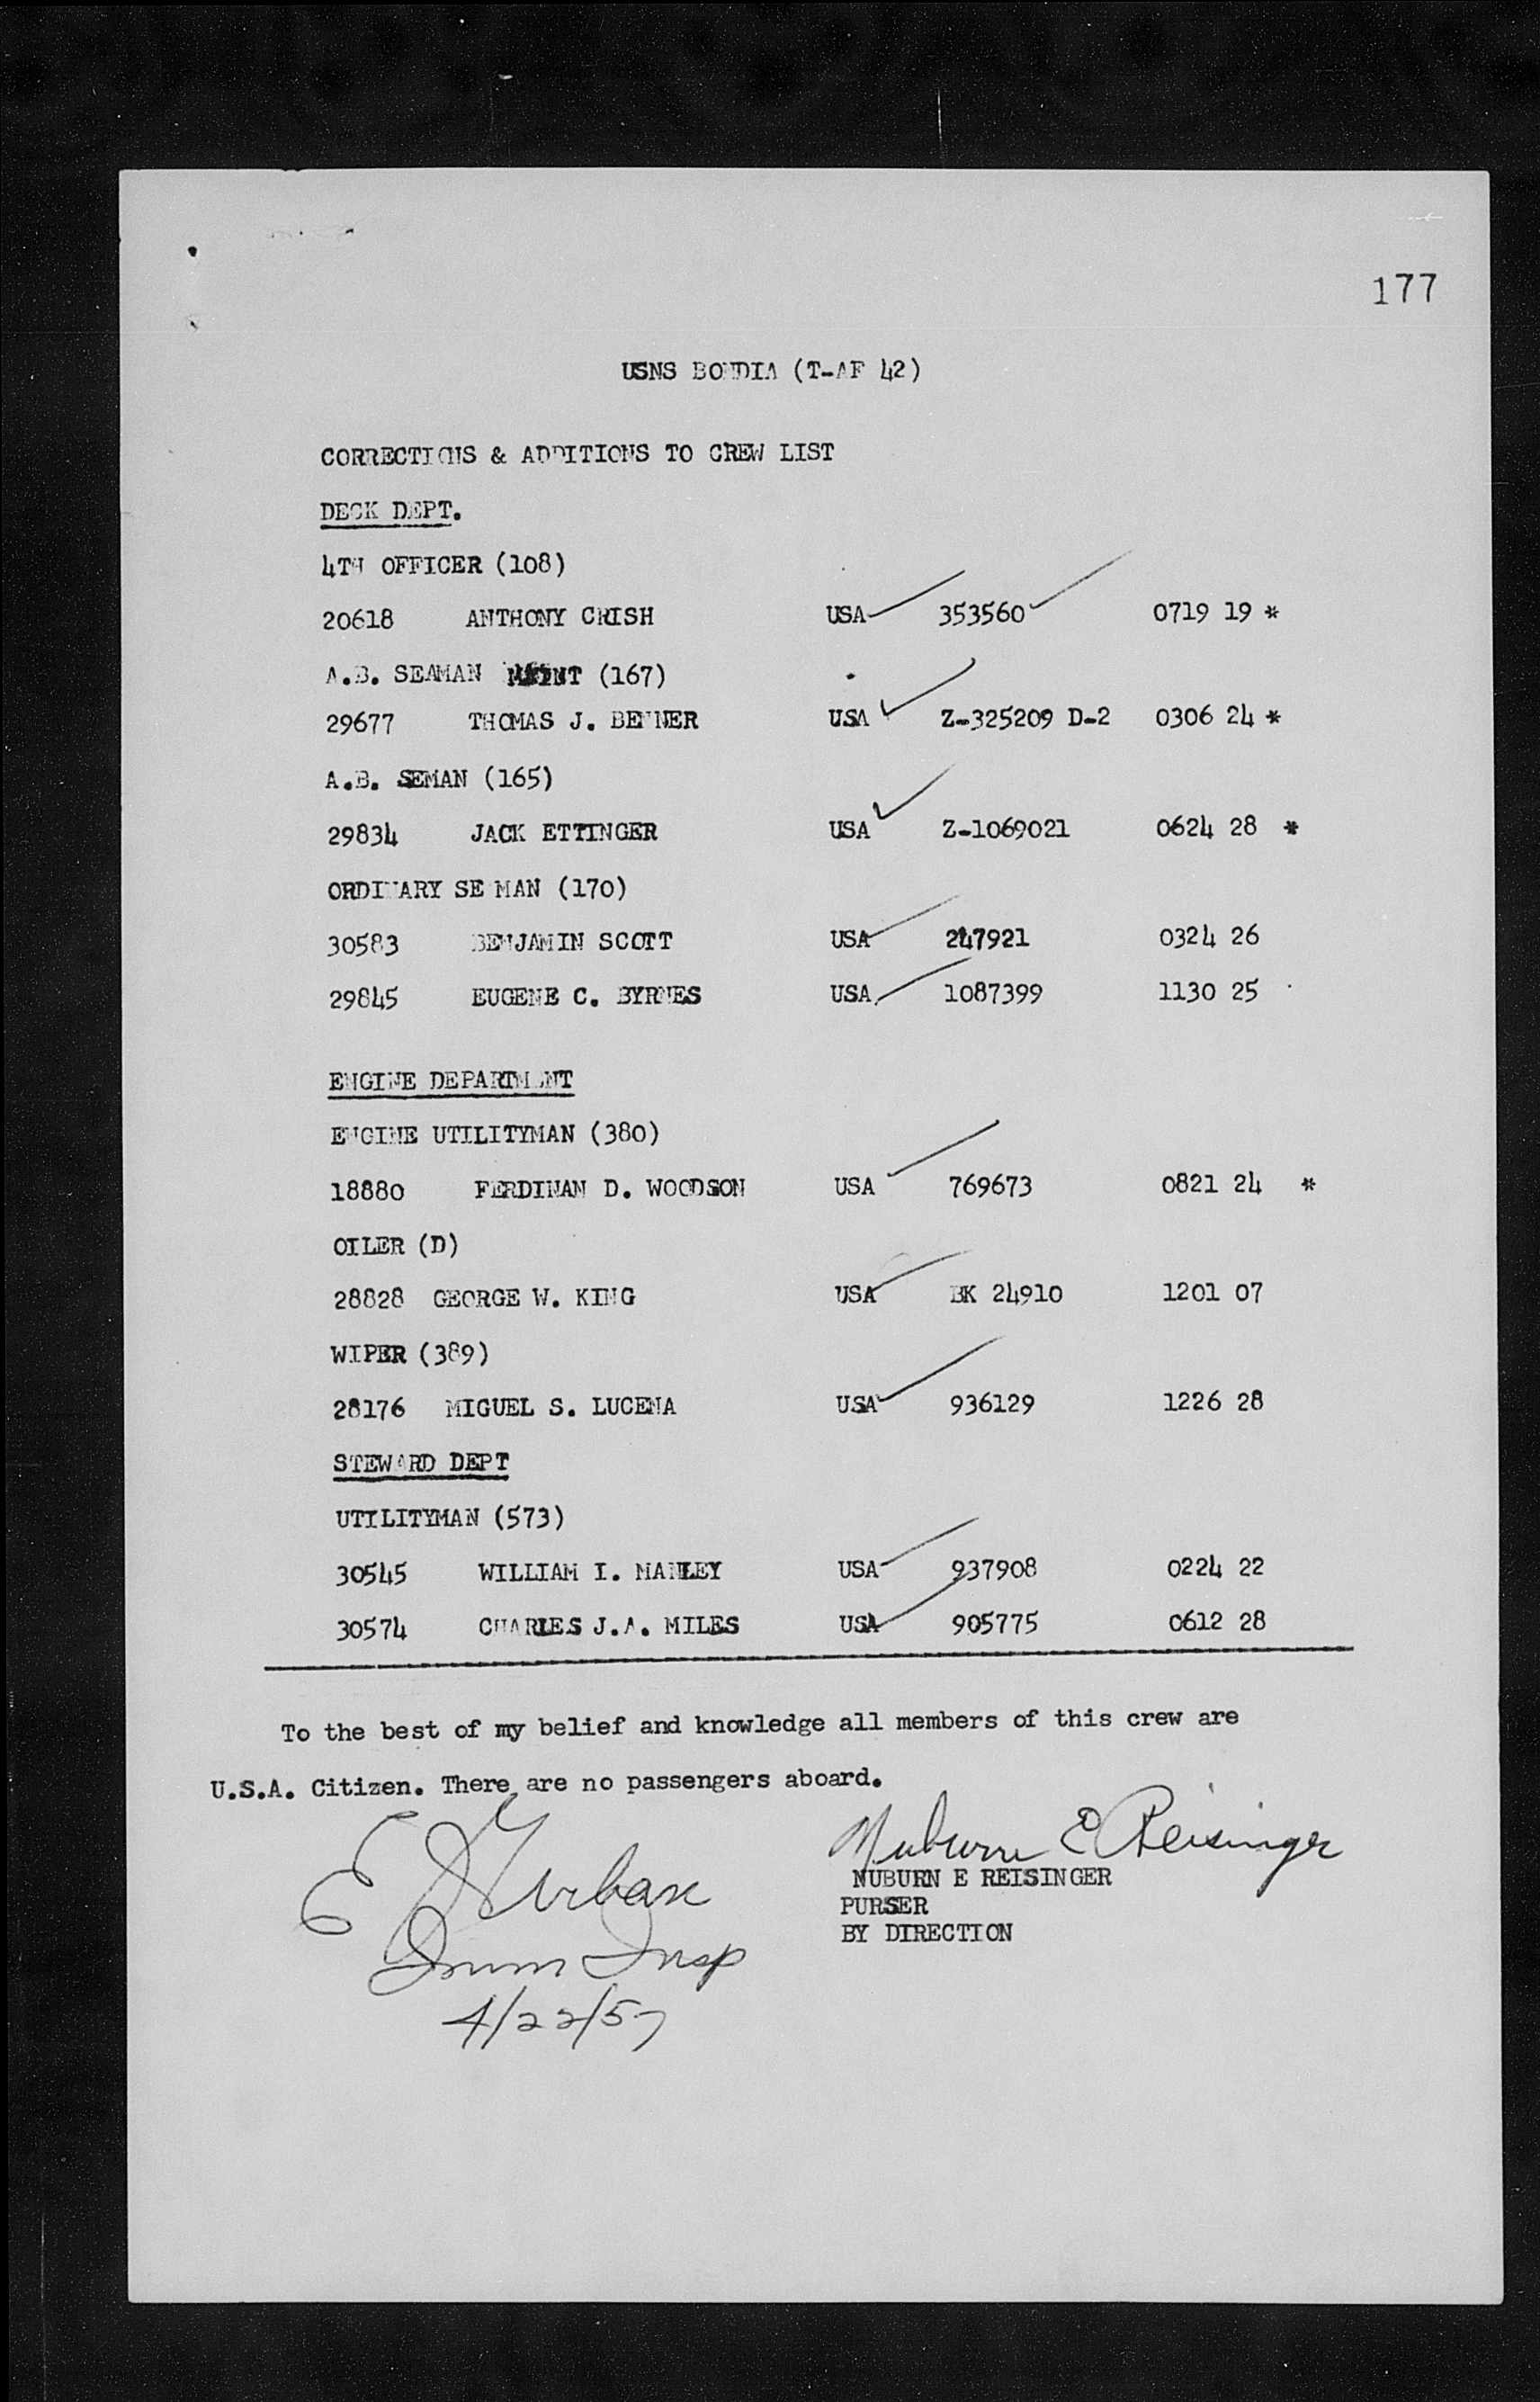 177
USNS BONDIA (T-AF 42)
CORRECTIONS & ADDITIONS TO CREW LIST
DECK DEPT.
4TH OFFICER (108)
20618 ANTHONY CRISH USA 353560 0719 19 *
A.B. SEAMAN MAINT (167)
29677 THOMAS J. BENNER USA Z-325209 D-2 0306 24 *
A.B. SEMAN (165)
29834 JACK ETTINGER USA Z-1069021 0624 28 *
ORDINARY SEAMAN (170)
30583 BENJAMIN SCOTT USA 247921 0324 26
29845 EUGENE C. BYRNES USA 1087399 1130 25
ENGINE DEPARTMENT
ENGINE UTILITYMAN (380)
18880 FERDINAN D. WOODSON USA 769673 0821 24 *
OILER (D)
28828 GEORGE W. KING USA BK 24910 1201 07
WIPER (389)
28176 MIGUEL S. LUCENA USA 936129 1226 28
STEWARD DEPT
UTILITYMAN (573)
30545 WILLIAM I. MANLEY USA 937908 0224 22
30574 CHARLES J.A. MILES USA 905775 0612 28
To the best of my belief and knowledge all members of this crew are
U.S.A. Citizen. There are no passengers aboard.
Nuburn E Reisinger
NUBURN E REISINGER
PURSER
BY DIRECTION
E Urban
Imm Insp
4/22/57